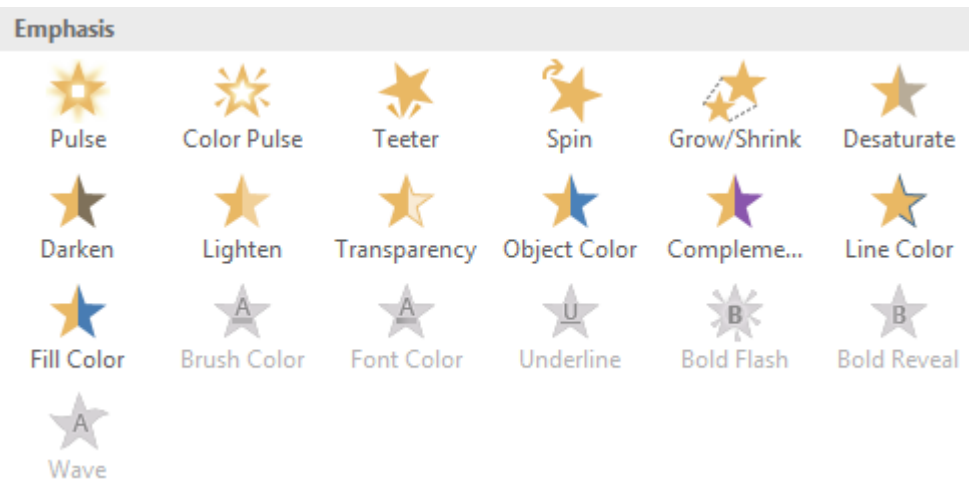 Emphasis
Pulse Color Pulse Teeter Spin Grow/Shrink Desaturate
Darken Lighten Transparency Object Color Compleme... Line Color
A A U B B
Fill Color Brush Color Font Color Underline Bold Flash Bold Reveal
A
Wave